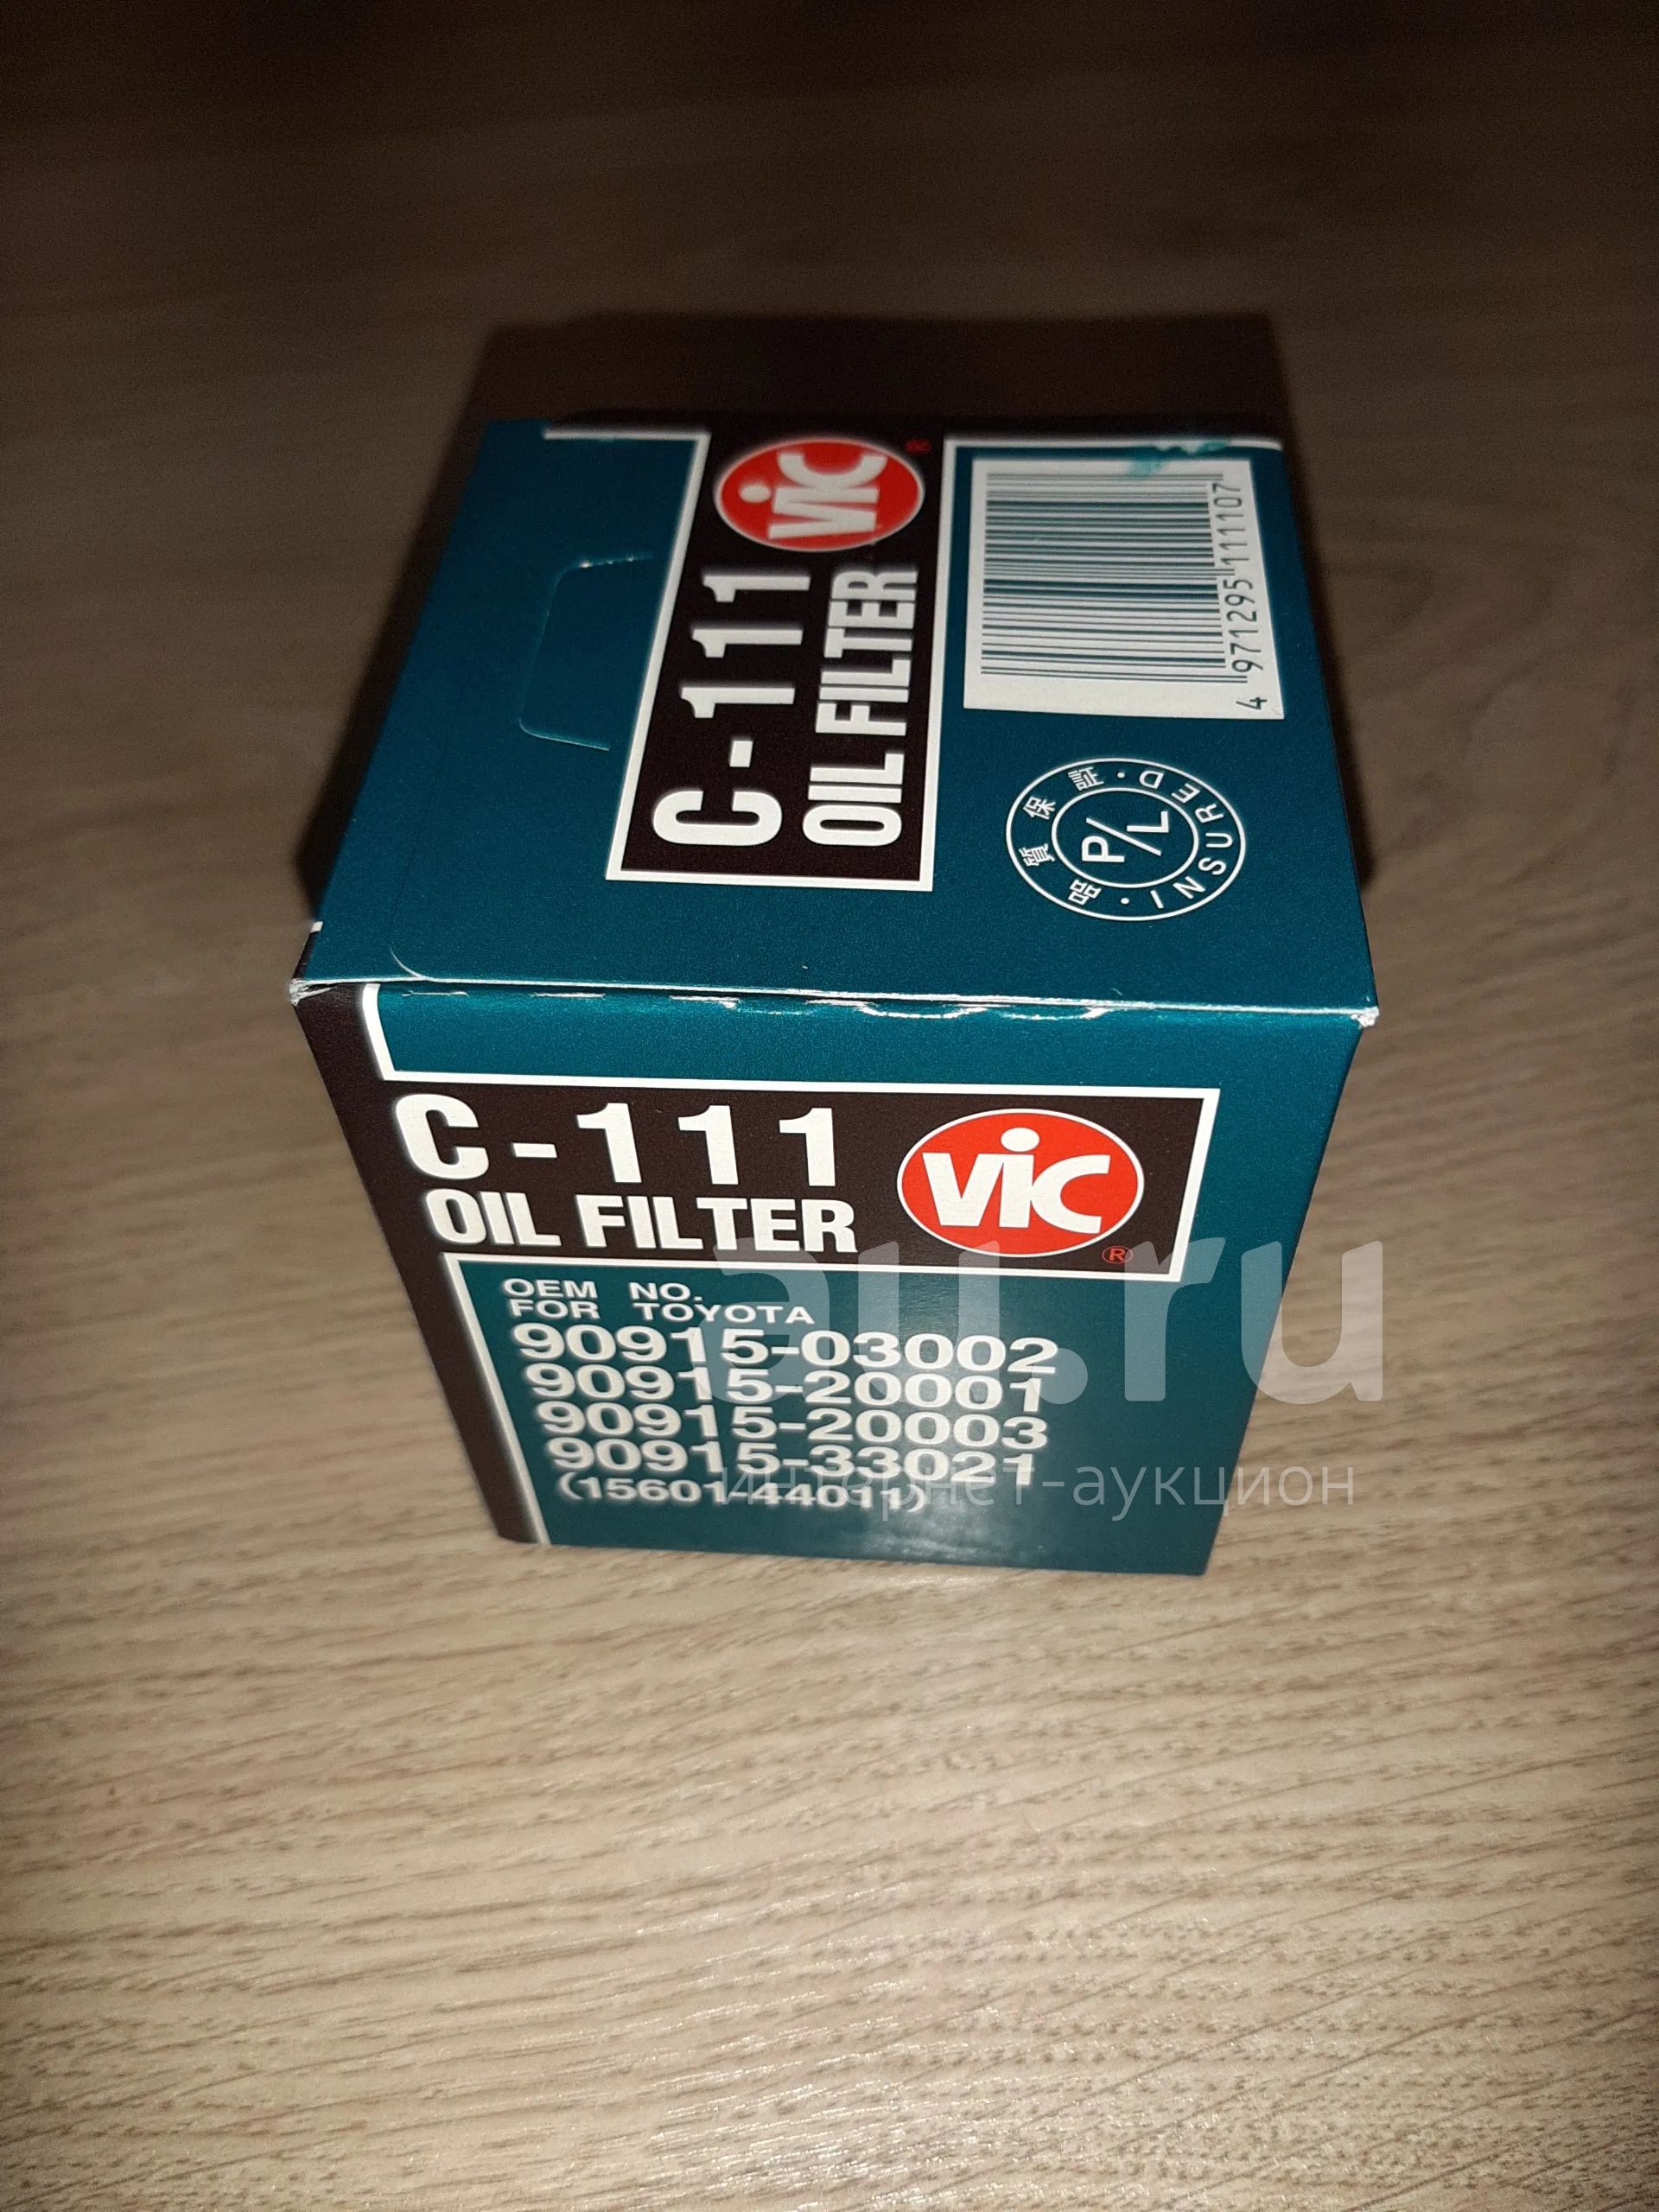 C-111
OIL FILTER
VIC
®
4 971295 111107
品質保証・INSURED・
P/L
C-111
OIL FILTER
VIC
®
OEM NO.
FOR TOYOTA
90915-03002
90915-20001
90915-20003
90915-33021
(15601-44011)
au.ru
интернет-аукцион